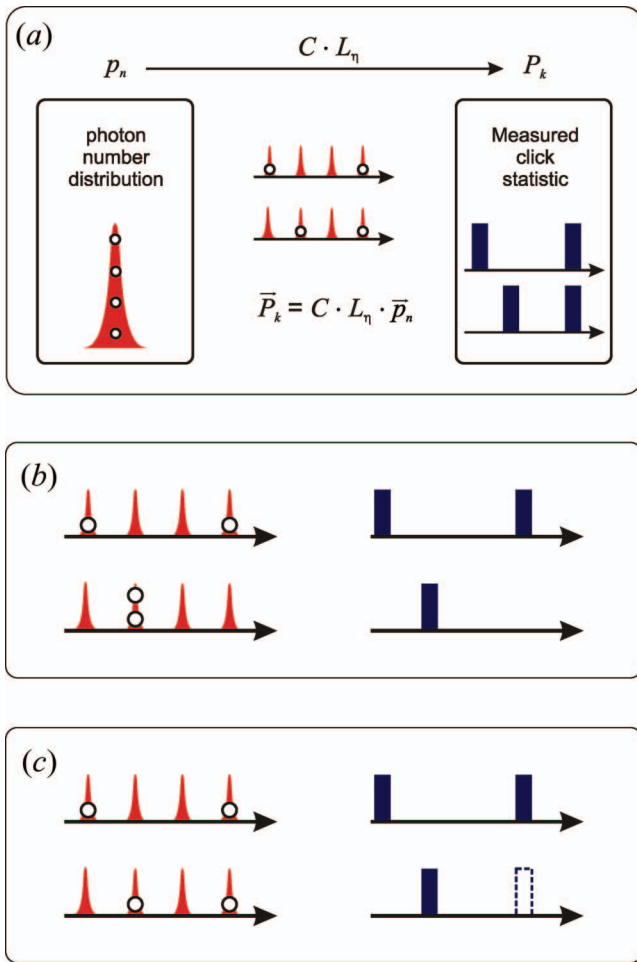 (a)
C · L_η
p_n
P_k
photon
number
distribution
Measured
click
statistic
P⃗_k = C · L_η · p⃗_n
(b)
(c)